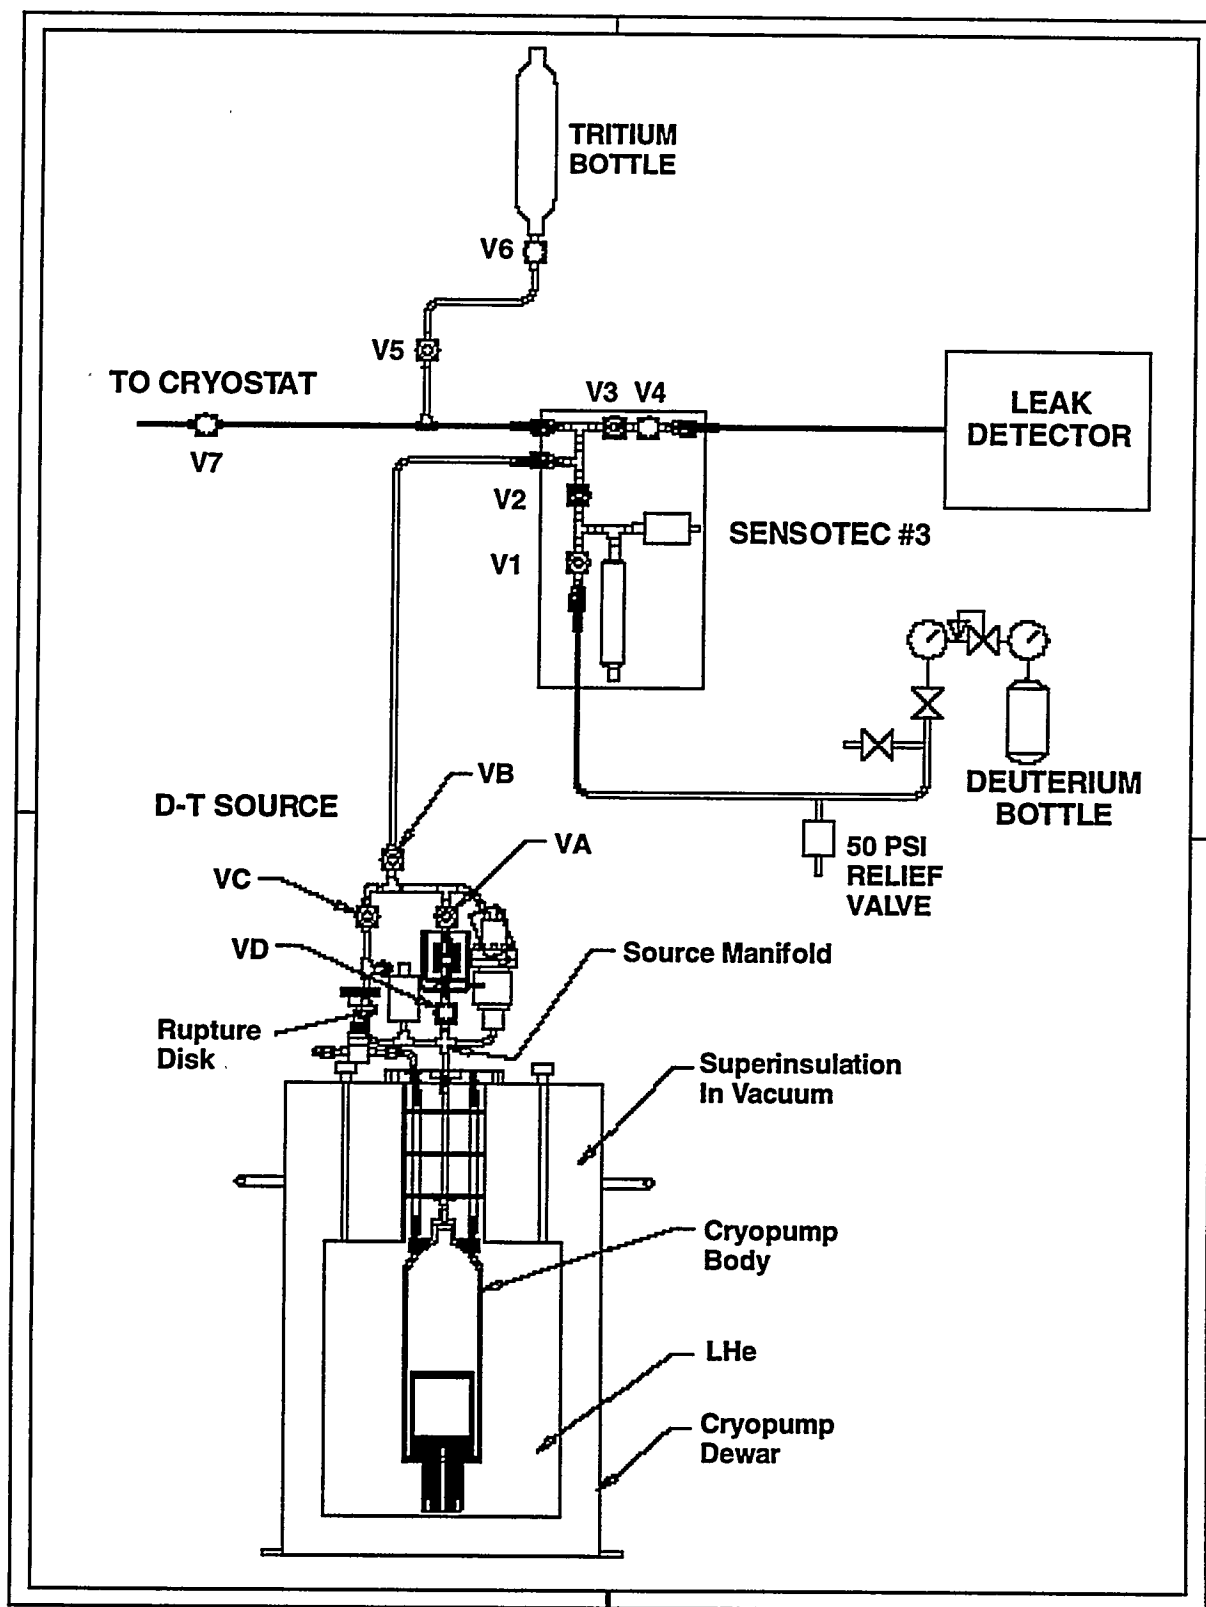 TRITIUM
BOTTLE
V6
V5
TO CRYOSTAT
V7
V3 V4
LEAK
DETECTOR
V2
SENSOTEC #3
V1
DEUTERIUM
BOTTLE
50 PSI
RELIEF
VALVE
D-T SOURCE
VB
VA
VC
VD
Source Manifold
Rupture
Disk
Superinsulation
In Vacuum
Cryopump
Body
LHe
Cryopump
Dewar